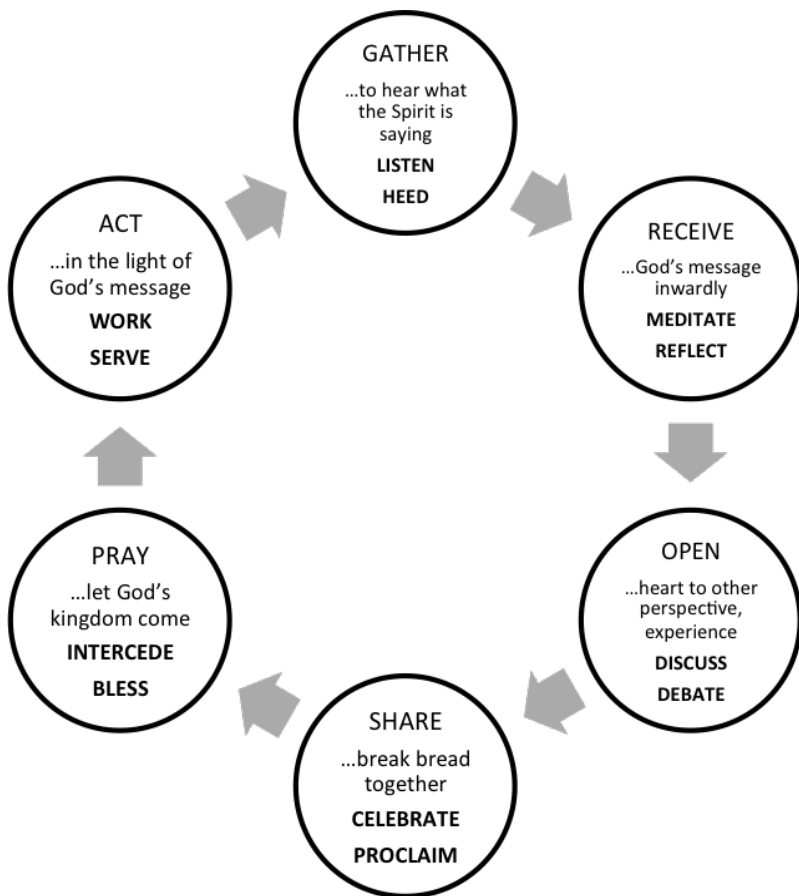 GATHER
…to hear what
the Spirit is
saying
LISTEN
HEED
RECEIVE
…God’s message
inwardly
MEDITATE
REFLECT
OPEN
…heart to other
perspective,
experience
DISCUSS
DEBATE
SHARE
…break bread
together
CELEBRATE
PROCLAIM
PRAY
…let God’s
kingdom come
INTERCEDE
BLESS
ACT
…in the light of
God’s message
WORK
SERVE